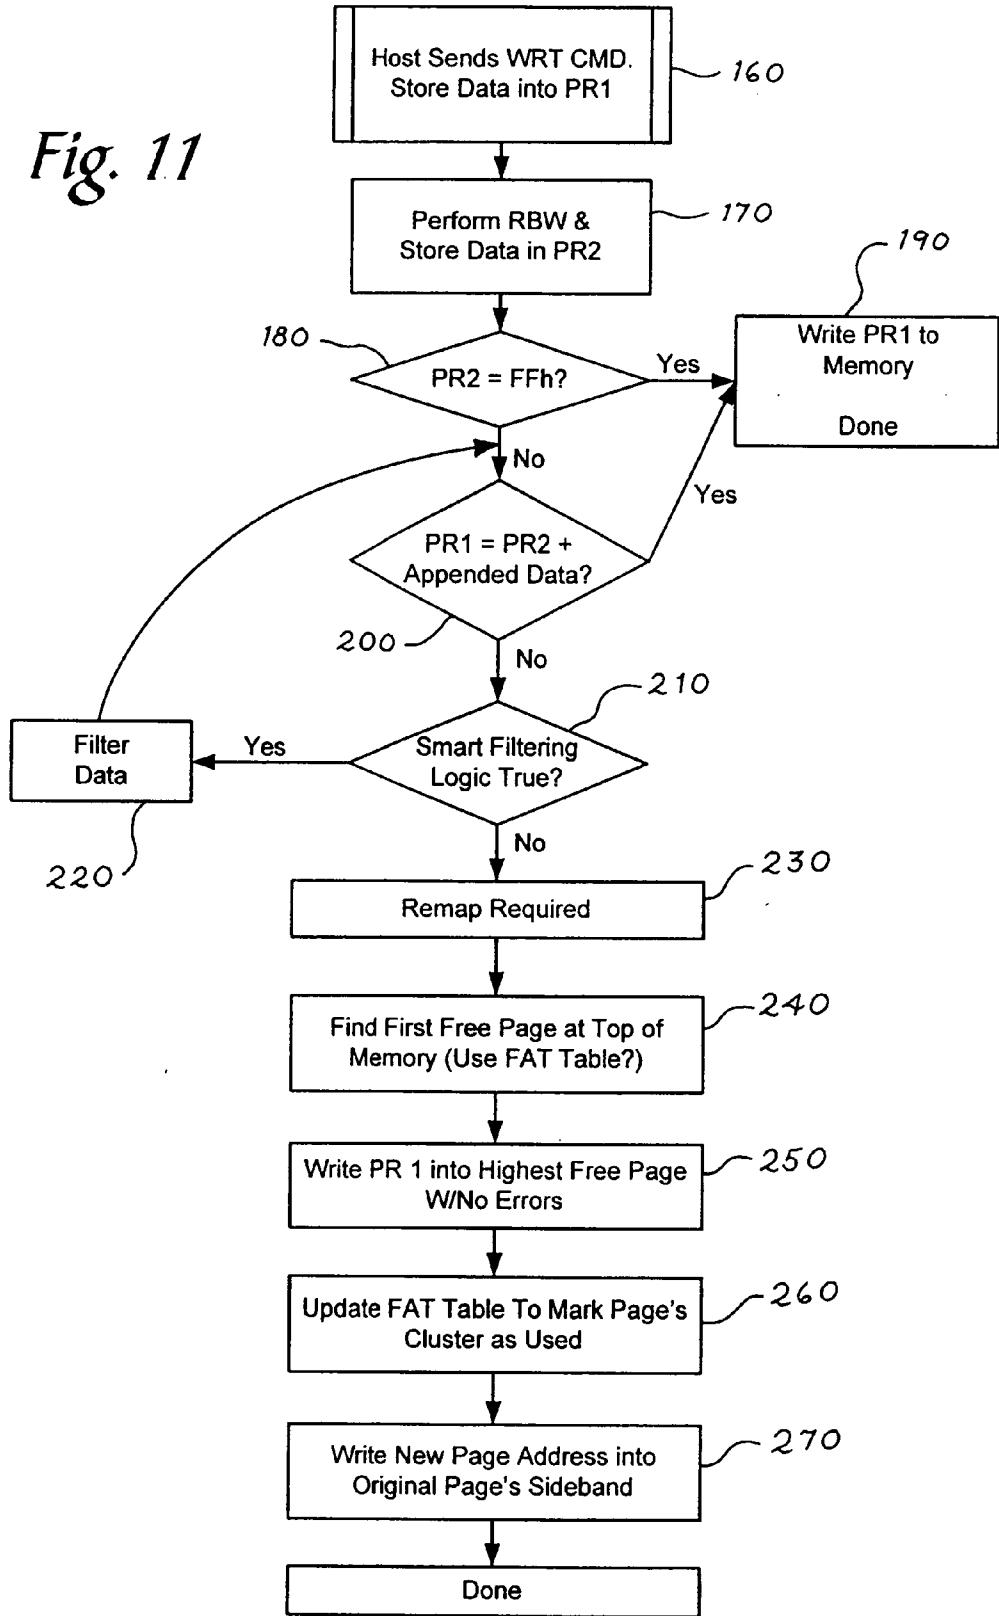 Fig. 11
Host Sends WRT CMD.
Store Data into PR1
160
Perform RBW &
Store Data in PR2
170
180
PR2 = FFh?
Yes
190
Write PR1 to
Memory
Done
No
PR1 = PR2 +
Appended Data?
Yes
200
No
210
Smart Filtering
Logic True?
Yes
Filter
Data
220
No
230
Remap Required
240
Find First Free Page at Top of
Memory (Use FAT Table?)
250
Write PR 1 into Highest Free Page
W/No Errors
260
Update FAT Table To Mark Page's
Cluster as Used
270
Write New Page Address into
Original Page's Sideband
Done